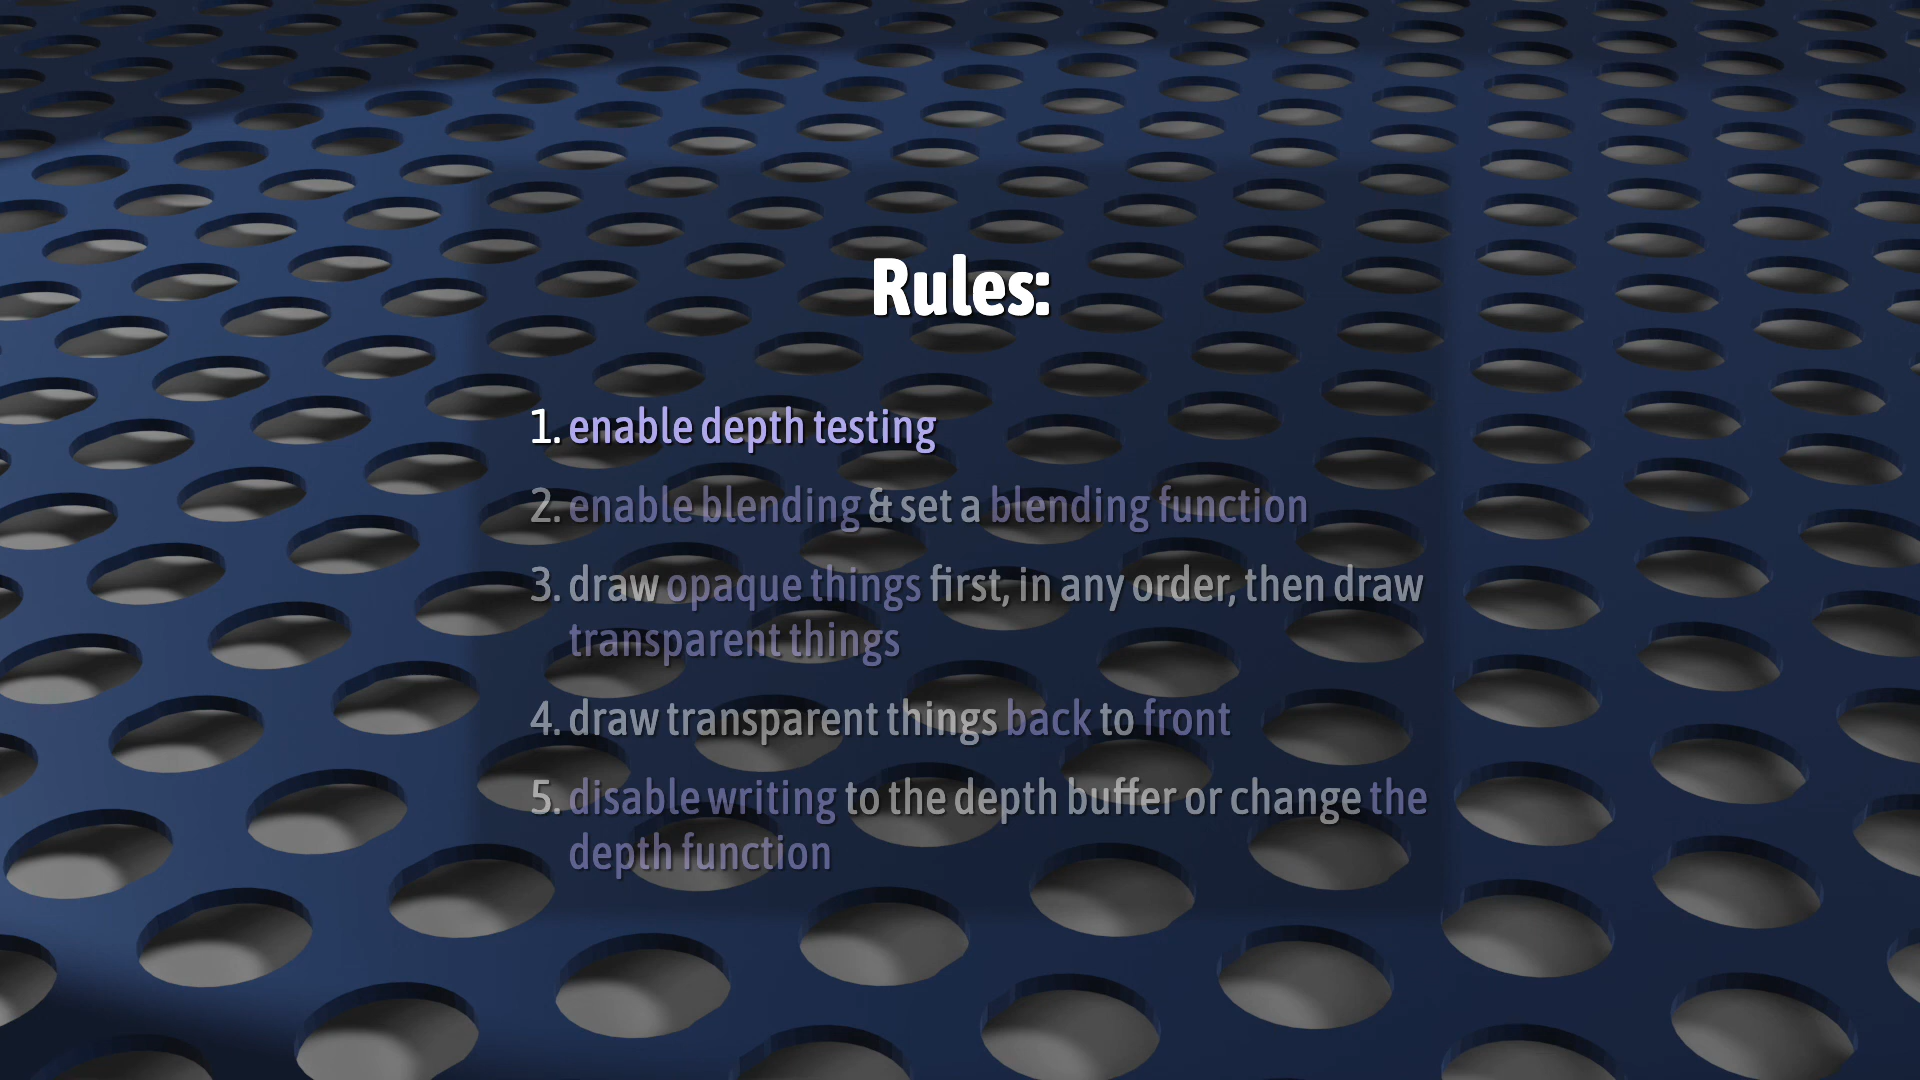 Rules:
1. enable depth testing
2. enable blending & set a blending function
3. draw opaque things first, in any order, then draw
transparent things
4. draw transparent things back to front
5. disable writing to the depth buffer or change the
depth function